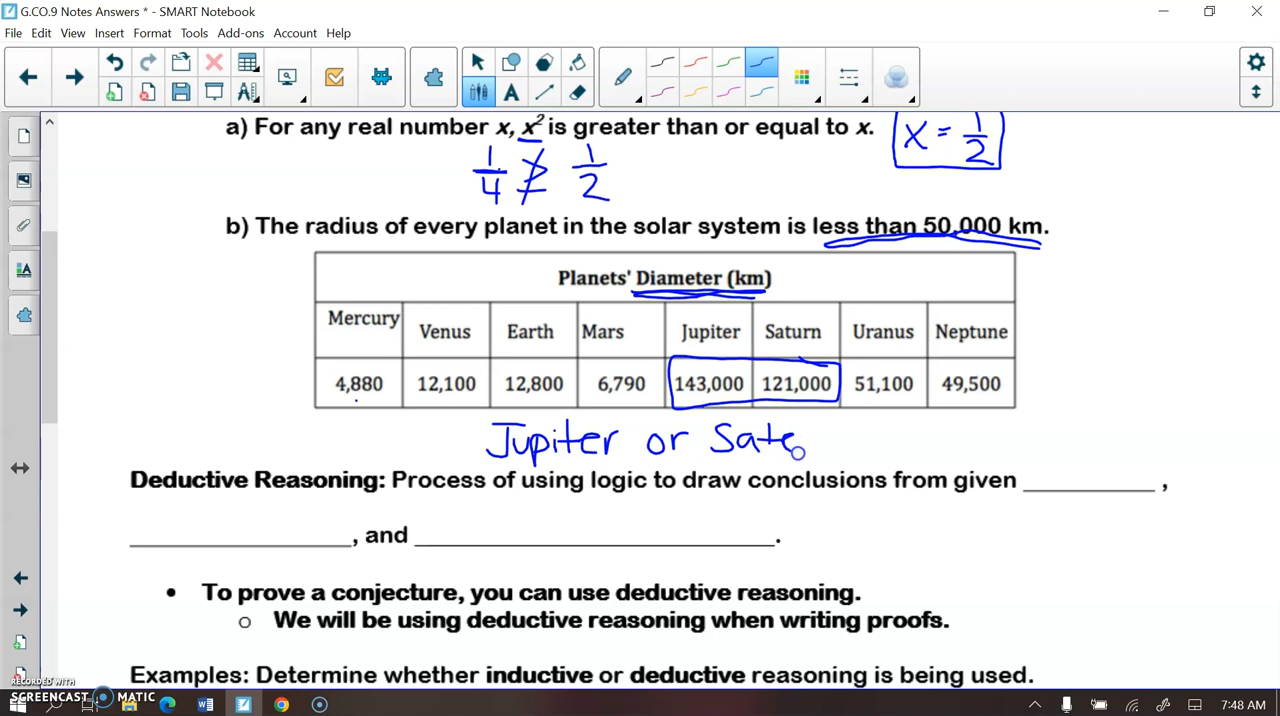 G.CO.9 Notes Answers * - SMART Notebook
File Edit View Insert Format Tools Add-ons Account Help
a) For any real number x, x² is greater than or equal to x.
x = 1/2
1/4 ≱ 1/2
b) The radius of every planet in the solar system is less than 50,000 km.
Planets' Diameter (km)
Mercury Venus Earth Mars Jupiter Saturn Uranus Neptune
4,880 12,100 12,800 6,790 143,000 121,000 51,100 49,500
Jupiter or Sate
Deductive Reasoning: Process of using logic to draw conclusions from given ___________ ,
__________________, and ______________________________.
• To prove a conjecture, you can use deductive reasoning.
o We will be using deductive reasoning when writing proofs.
Examples: Determine whether inductive or deductive reasoning is being used.
RECORDED WITH
SCREENCAST MATIC
7:48 AM